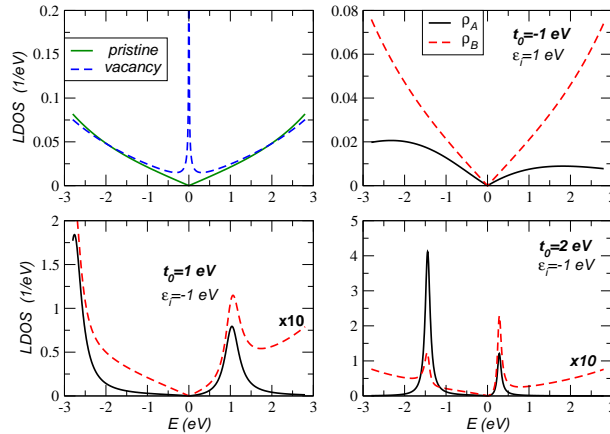 0.2
0.15
0.1
0.05
0
LDOS (1/eV)
pristine
vacancy
-3 -2 -1 0 1 2 3
0.08
0.06
0.04
0.02
0.00
ρA
ρB
t0=-1 eV
εi=1 eV
-3 -2 -1 0 1 2 3
2
1.5
1
0.5
0
LDOS (1/eV)
t0=1 eV
εi=-1 eV
x10
-3 -2 -1 0 1 2 3
E (eV)
5
4
3
2
1
0
t0=2 eV
εi=-1 eV
x10
-3 -2 -1 0 1 2 3
E (eV)